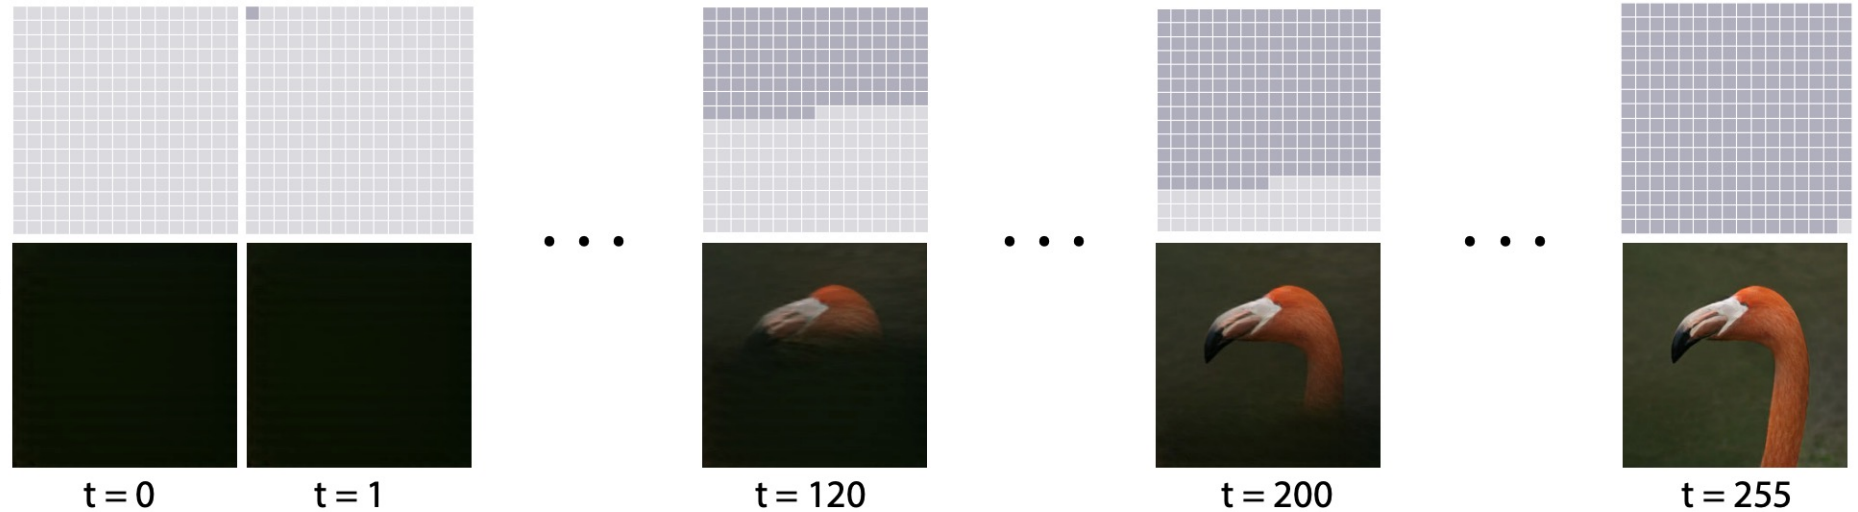 t = 0
t = 1
t = 120
t = 200
t = 255